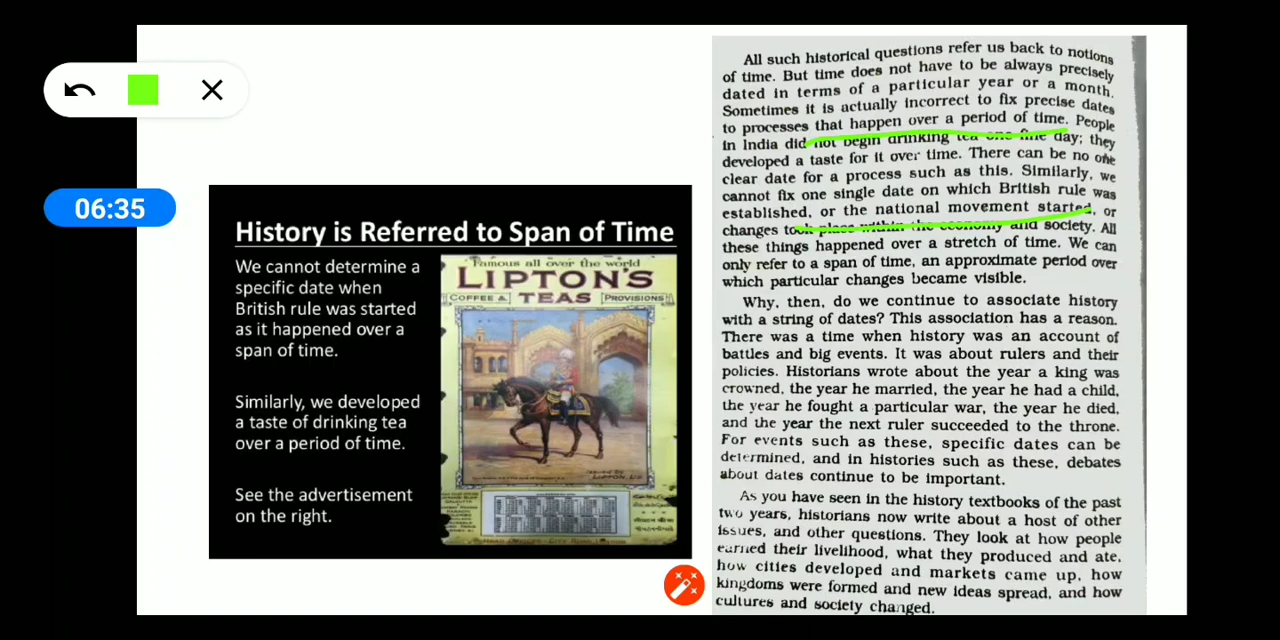 06:35
History is Referred to Span of Time
We cannot determine a
specific date when
British rule was started
as it happened over a
span of time.
Similarly, we developed
a taste of drinking tea
over a period of time.
See the advertisement
on the right.
Famous all over the world
LIPTON'S
COFFEE & TEAS PROVISIONS
All such historical questions refer us back to notions
of time. But time does not have to be always precisely
dated in terms of a particular year or a month.
Sometimes it is actually incorrect to fix precise dates
to processes that happen over a period of time. People
in India did not begin drinking tea one fine day; they
developed a taste for it over time. There can be no one
clear date for a process such as this. Similarly, we
cannot fix one single date on which British rule was
established, or the national movement started, or
changes took place within the economy and society. All
these things happened over a stretch of time. We can
only refer to a span of time, an approximate period over
which particular changes became visible.
Why, then, do we continue to associate history
with a string of dates? This association has a reason.
There was a time when history was an account of
battles and big events. It was about rulers and their
policies. Historians wrote about the year a king was
crowned, the year he married, the year he had a child,
the year he fought a particular war, the year he died,
and the year the next ruler succeeded to the throne.
For events such as these, specific dates can be
determined, and in histories such as these, debates
about dates continue to be important.
As you have seen in the history textbooks of the past
two years, historians now write about a host of other
issues, and other questions. They look at how people
earned their livelihood, what they produced and ate,
how cities developed and markets came up, how
kingdoms were formed and new ideas spread, and how
cultures and society changed.